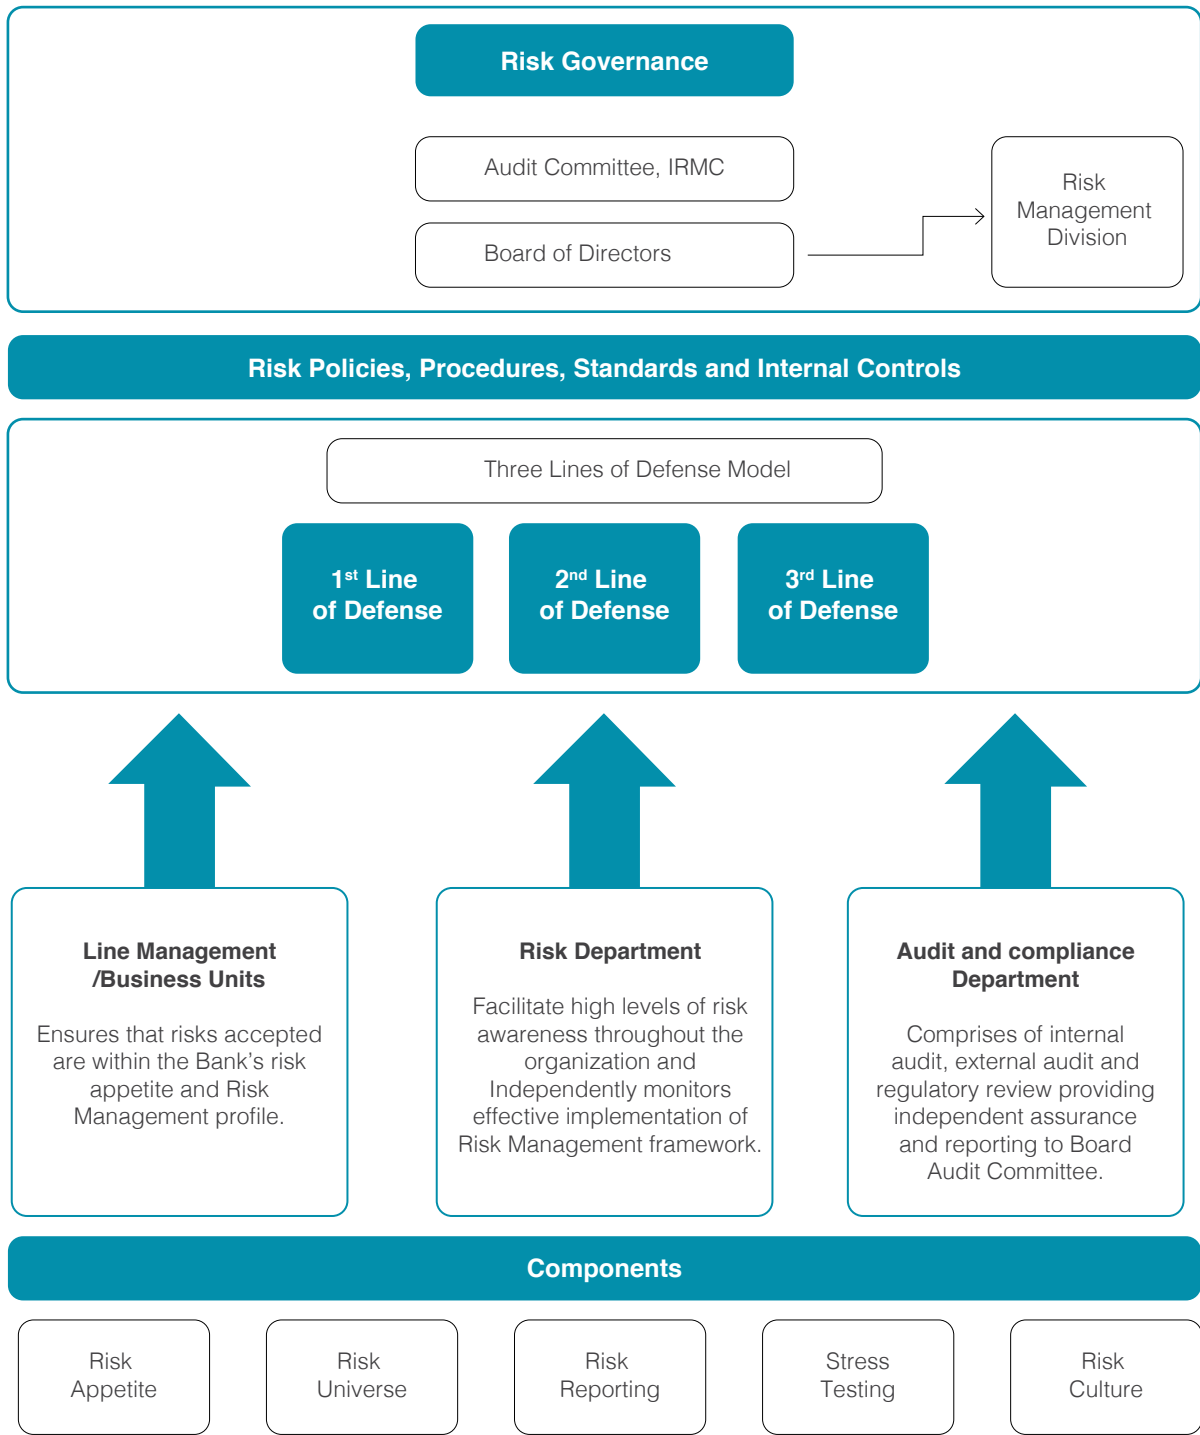 Risk Governance
Audit Committee, IRMC
Board of Directors
Risk
Management
Division
Risk Policies, Procedures, Standards and Internal Controls
Three Lines of Defense Model
1st Line
of Defense
2nd Line
of Defense
3rd Line
of Defense
Line Management
/Business Units
Ensures that risks accepted
are within the Bank’s risk
appetite and Risk
Management profile.
Risk Department
Facilitate high levels of risk
awareness throughout the
organization and
Independently monitors
effective implementation of
Risk Management framework.
Audit and compliance
Department
Comprises of internal
audit, external audit and
regulatory review providing
independent assurance
and reporting to Board
Audit Committee.
Components
Risk
Appetite
Risk
Universe
Risk
Reporting
Stress
Testing
Risk
Culture